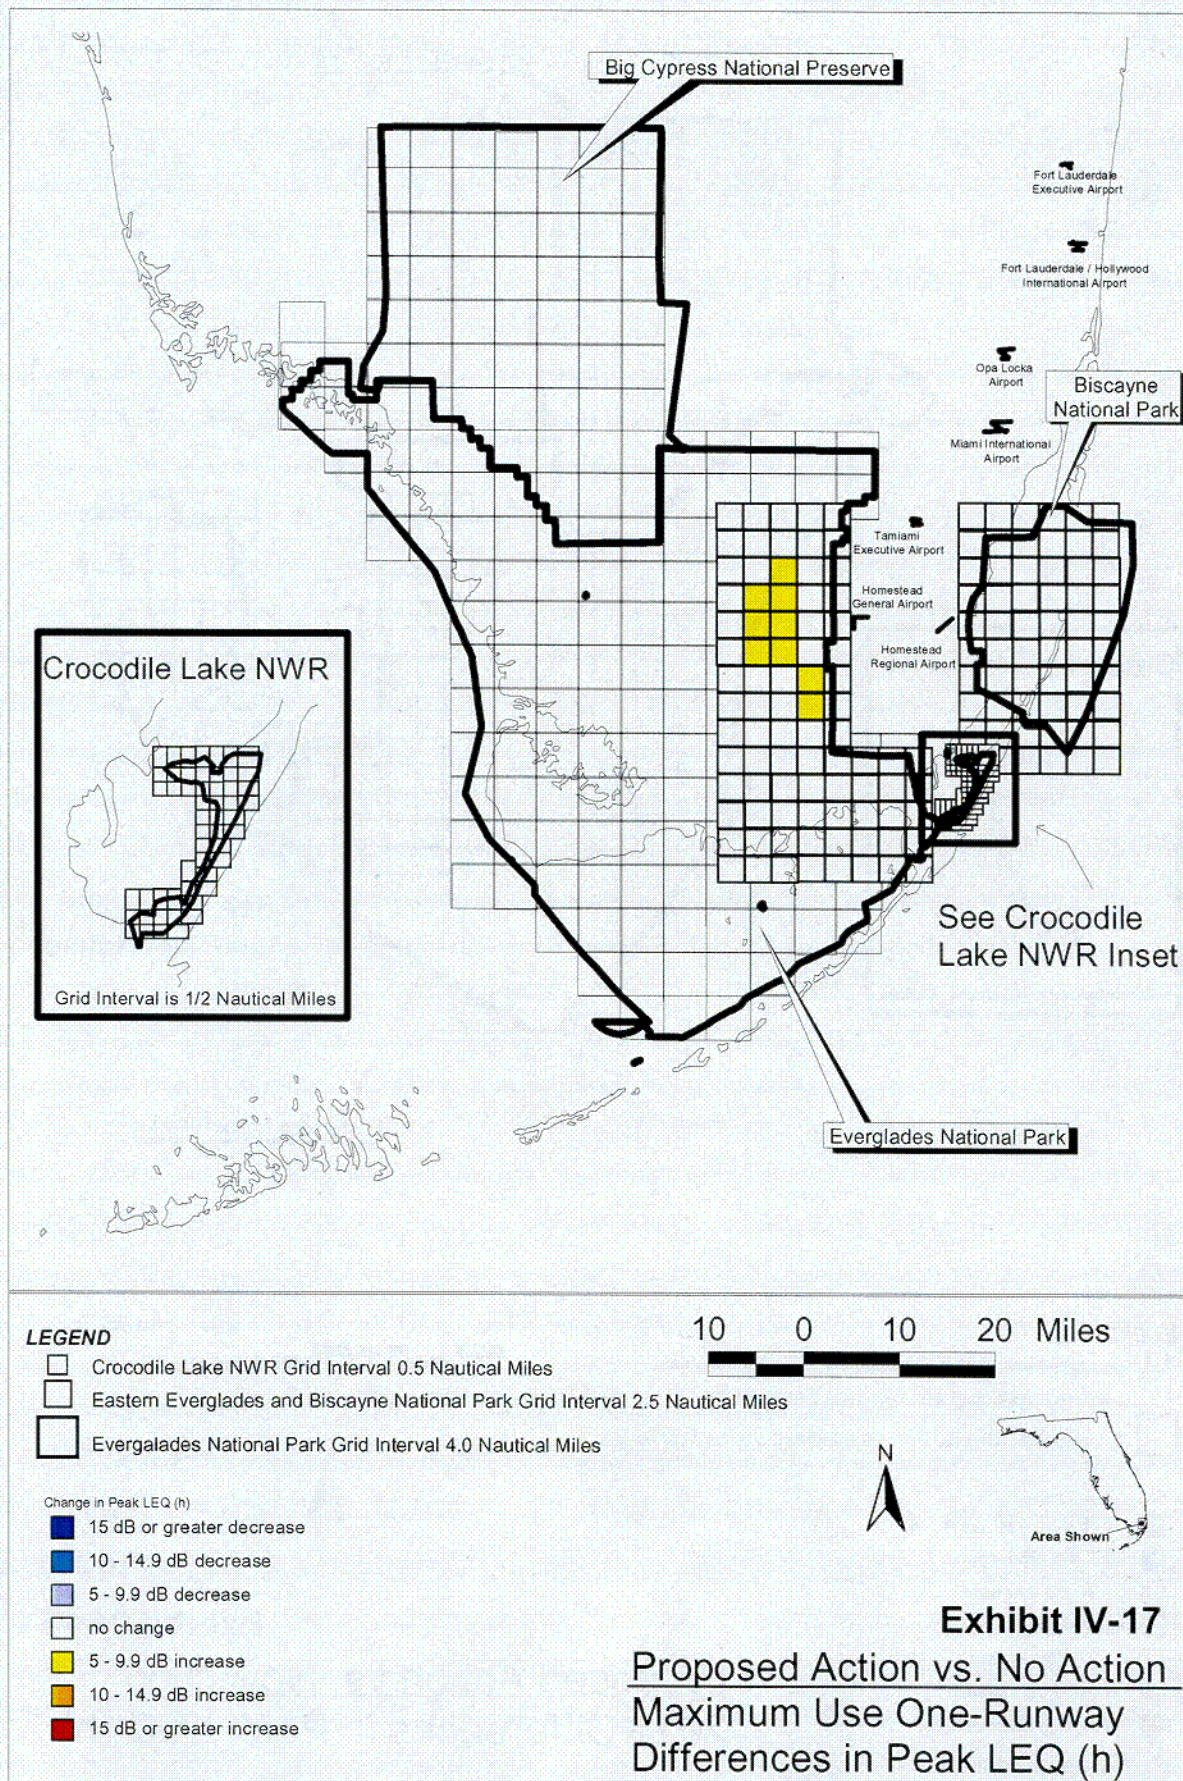 Big Cypress National Preserve
Fort Lauderdale
Executive Airport
Fort Lauderdale / Hollywood
International Airport
Opa Locka
Airport
Biscayne
National Park
Miami International
Airport
Tamiami
Executive Airport
Homestead
General Airport
Homestead
Regional Airport
Crocodile Lake NWR
Grid Interval is 1/2 Nautical Miles
See Crocodile
Lake NWR Inset
Everglades National Park
LEGEND
Crocodile Lake NWR Grid Interval 0.5 Nautical Miles
Eastern Everglades and Biscayne National Park Grid Interval 2.5 Nautical Miles
Evergalades National Park Grid Interval 4.0 Nautical Miles
10 0 10 20 Miles
N
Area Shown
Change in Peak LEQ (h)
15 dB or greater decrease
10 - 14.9 dB decrease
5 - 9.9 dB decrease
no change
5 - 9.9 dB increase
10 - 14.9 dB increase
15 dB or greater increase
Exhibit IV-17
Proposed Action vs. No Action
Maximum Use One-Runway
Differences in Peak LEQ (h)